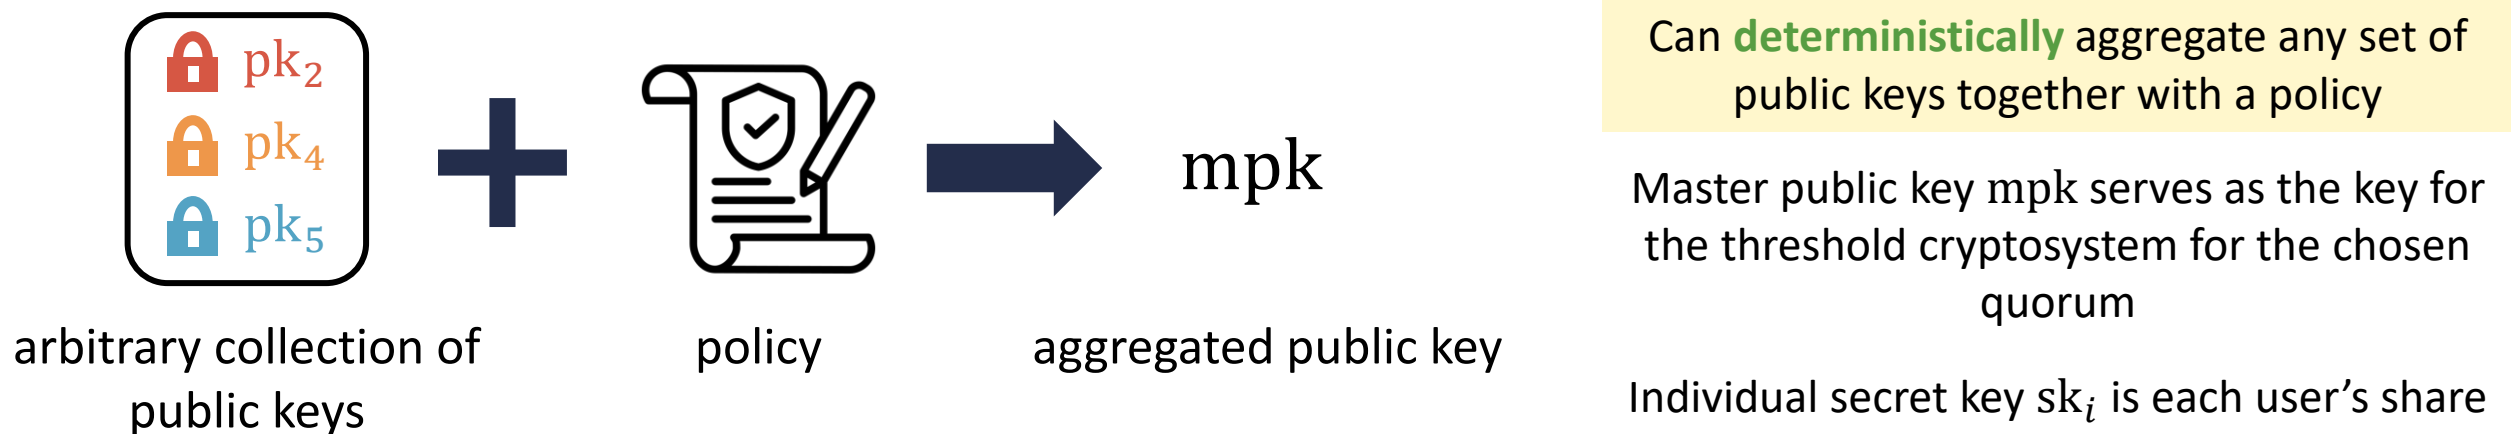 pk₂
pk₄
pk₅
arbitrary collection of
public keys
policy
mpk
aggregated public key
Can deterministically aggregate any set of
public keys together with a policy
Master public key mpk serves as the key for
the threshold cryptosystem for the chosen
quorum
Individual secret key skᵢ is each user’s share